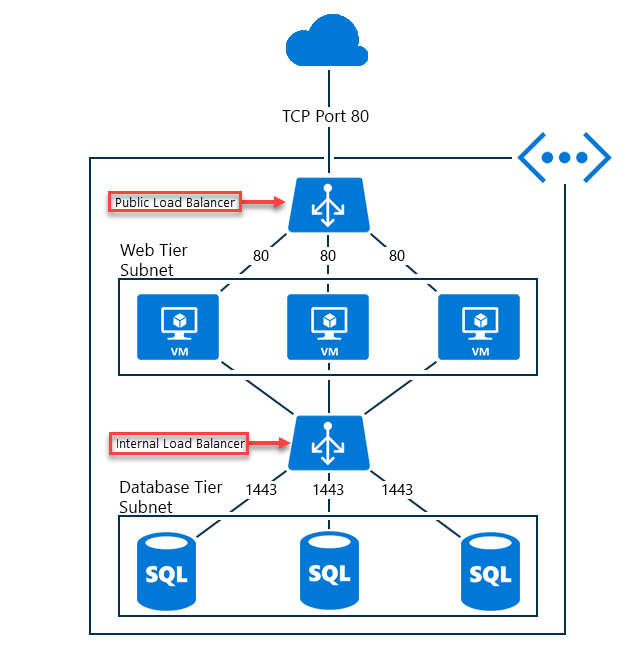 TCP Port 80
Public Load Balancer
80 80 80
Web Tier
Subnet
VM VM VM
Internal Load Balancer
1443 1443 1443
Database Tier
Subnet
SQL SQL SQL